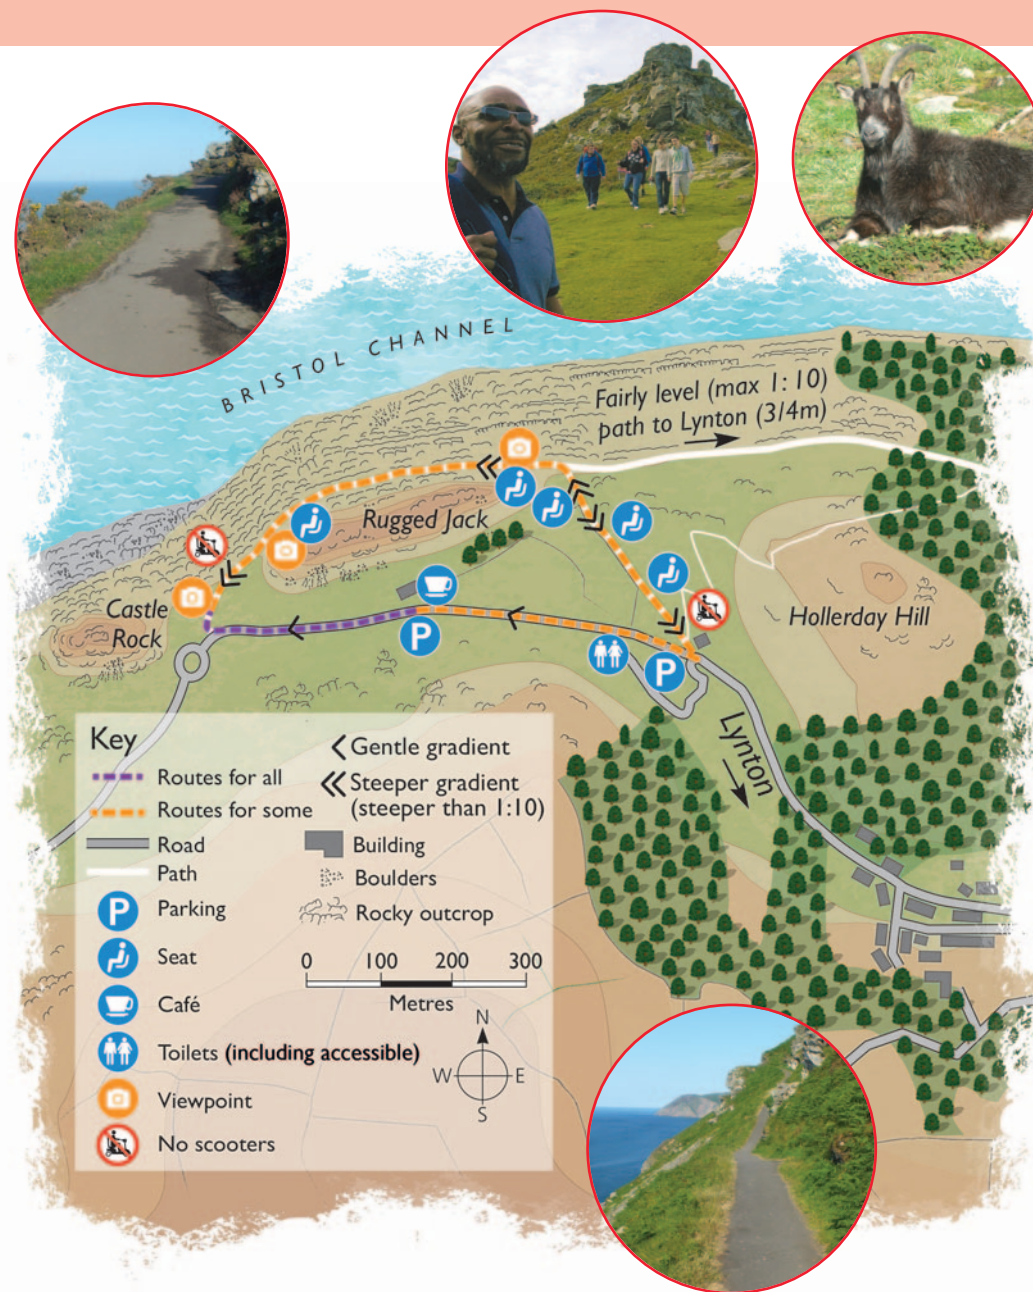 BRISTOL CHANNEL
Fairly level (max 1:10)
path to Lynton (3/4m)
Rugged Jack
Castle
Rock
Hollerday Hill
P
P
Lynton
Key
Routes for all
Routes for some
Road
Path
P Parking
Seat
Café
Toilets (including accessible)
Viewpoint
No scooters
Gentle gradient
Steeper gradient
(steeper than 1:10)
Building
Boulders
Rocky outcrop
0 100 200 300
Metres
N
W E
S